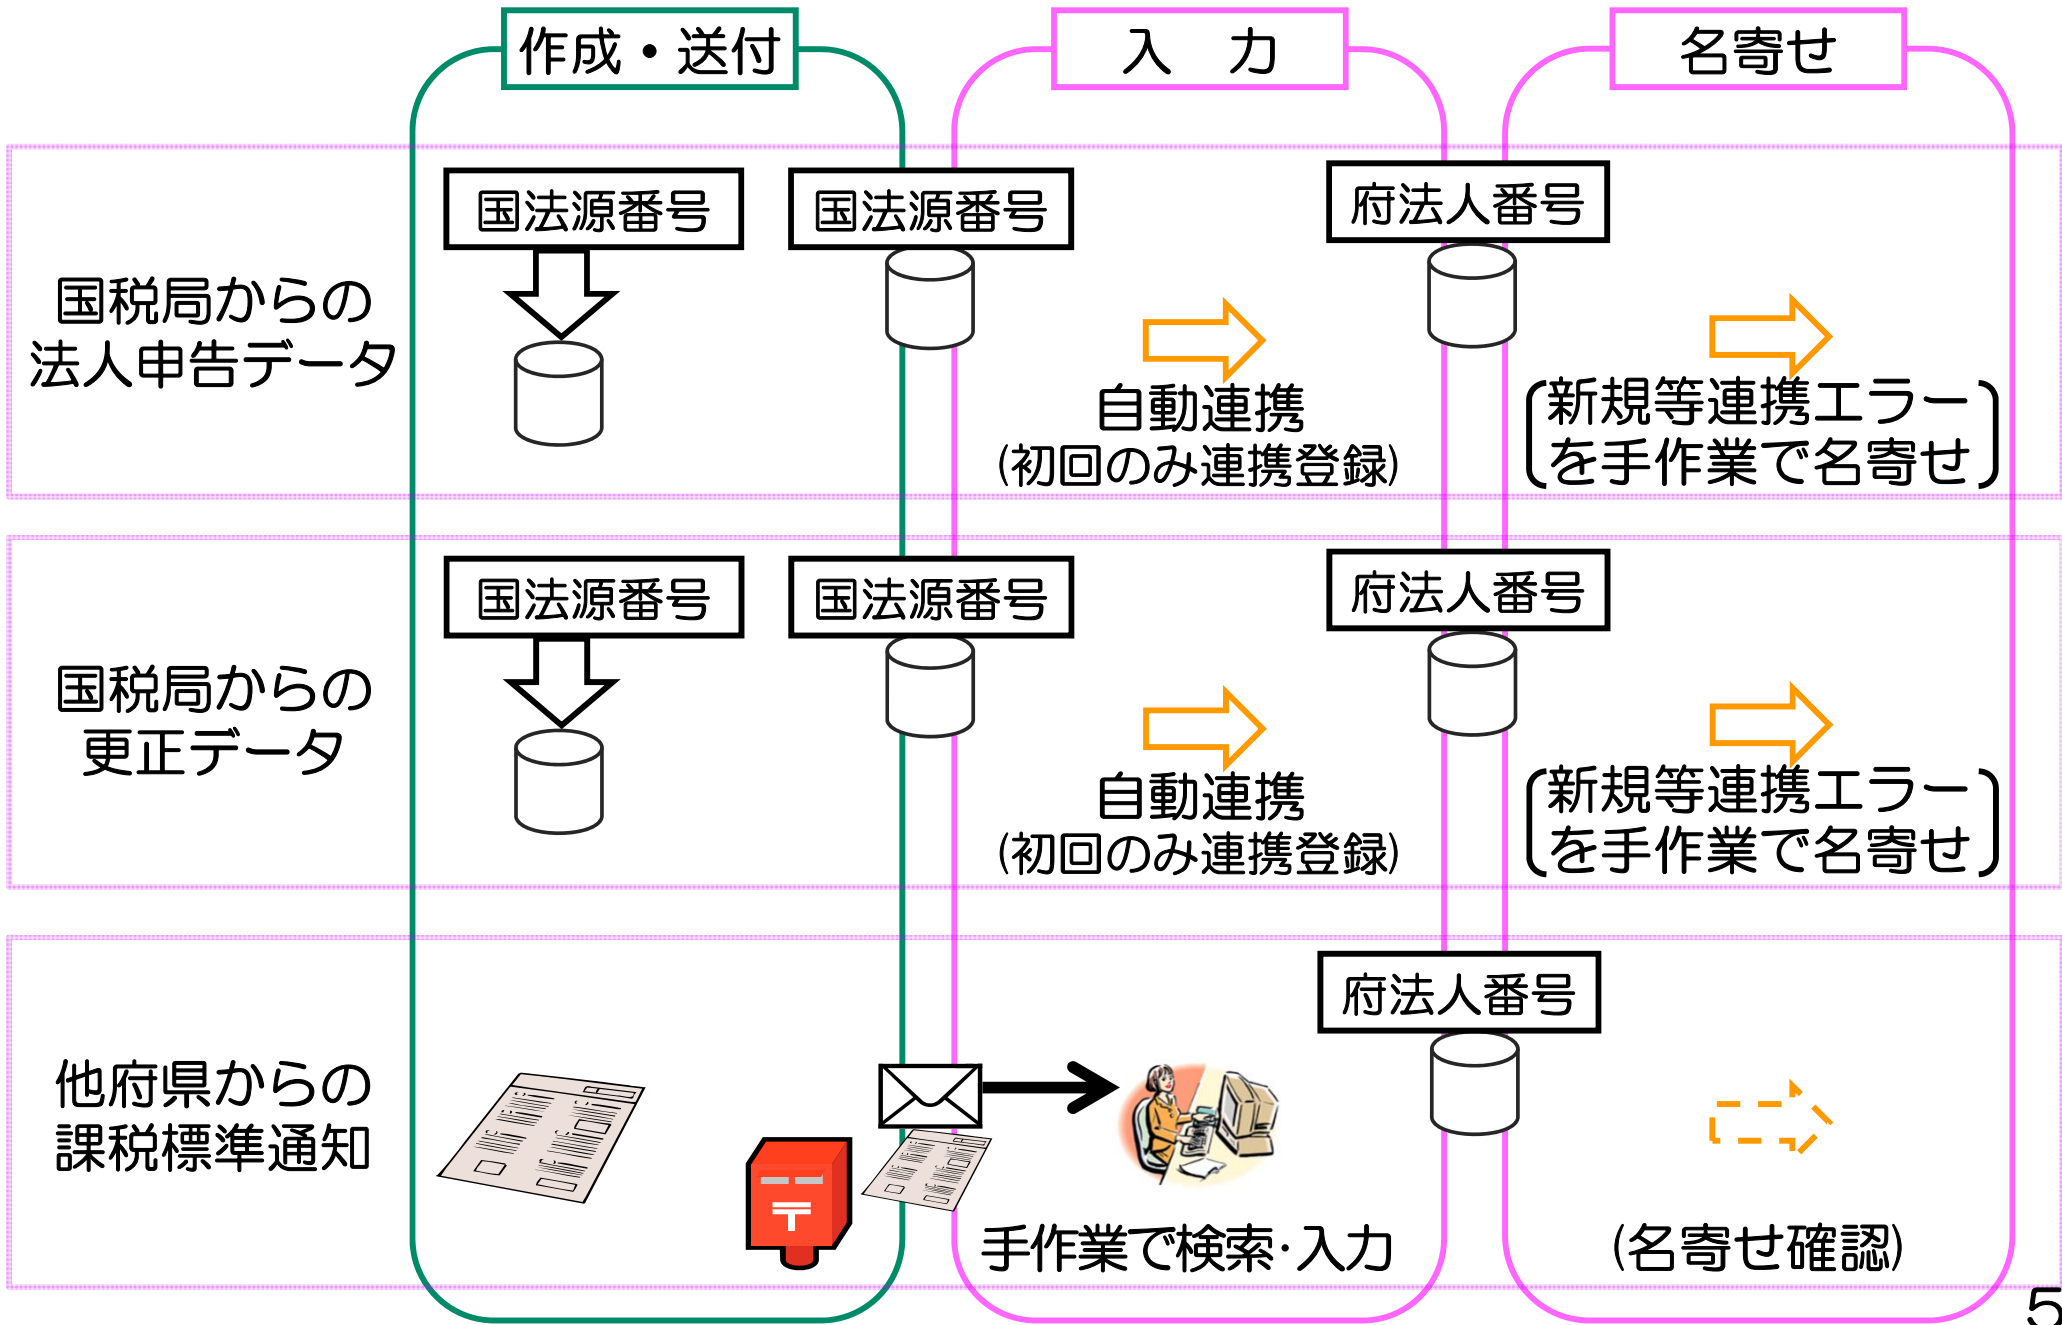 作成・送付
入　力
名寄せ
国税局からの
法人申告データ
国法源番号
国法源番号
府法人番号
自動連携
(初回のみ連携登録)
新規等連携エラー
を手作業で名寄せ
国税局からの
更正データ
国法源番号
国法源番号
府法人番号
自動連携
(初回のみ連携登録)
新規等連携エラー
を手作業で名寄せ
他府県からの
課税標準通知
府法人番号
手作業で検索・入力
(名寄せ確認)
5